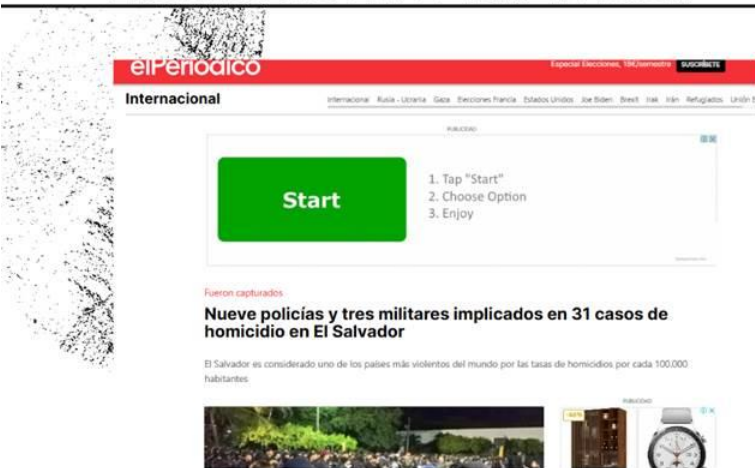 elPeriódico
Especial Elecciones, 18€/semestre SUSCRÍBETE
Internacional
Internacional Rusia - Ucrania Gaza Elecciones Francia Estados Unidos Joe Biden Brexit Irak Irán Refugiados Unión
PUBLICIDAD
Start
1. Tap "Start"
2. Choose Option
3. Enjoy
Fueron capturados
Nueve policías y tres militares implicados en 31 casos de
homicidio en El Salvador
El Salvador es considerado uno de los países más violentos del mundo por las tasas de homicidios por cada 100.000
habitantes
PUBLICIDAD